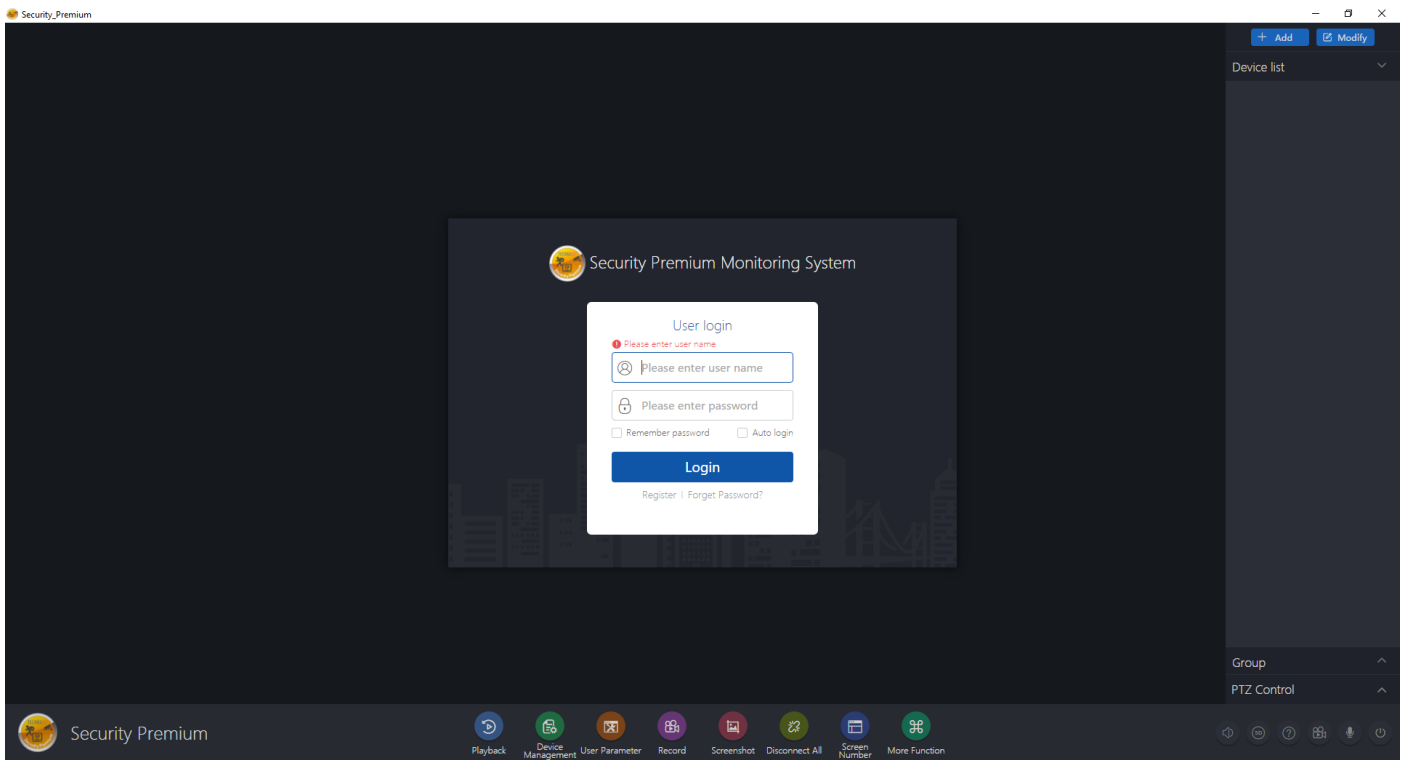 Security_Premium
+ Add
Modify
Device list
Security Premium Monitoring System
User login
Please enter user name
Please enter user name
Please enter password
Remember password
Auto login
Login
Register | Forget Password?
Group
PTZ Control
Security Premium
Playback
Device Management
User Parameter
Record
Screenshot
Disconnect All
Screen Number
More Function